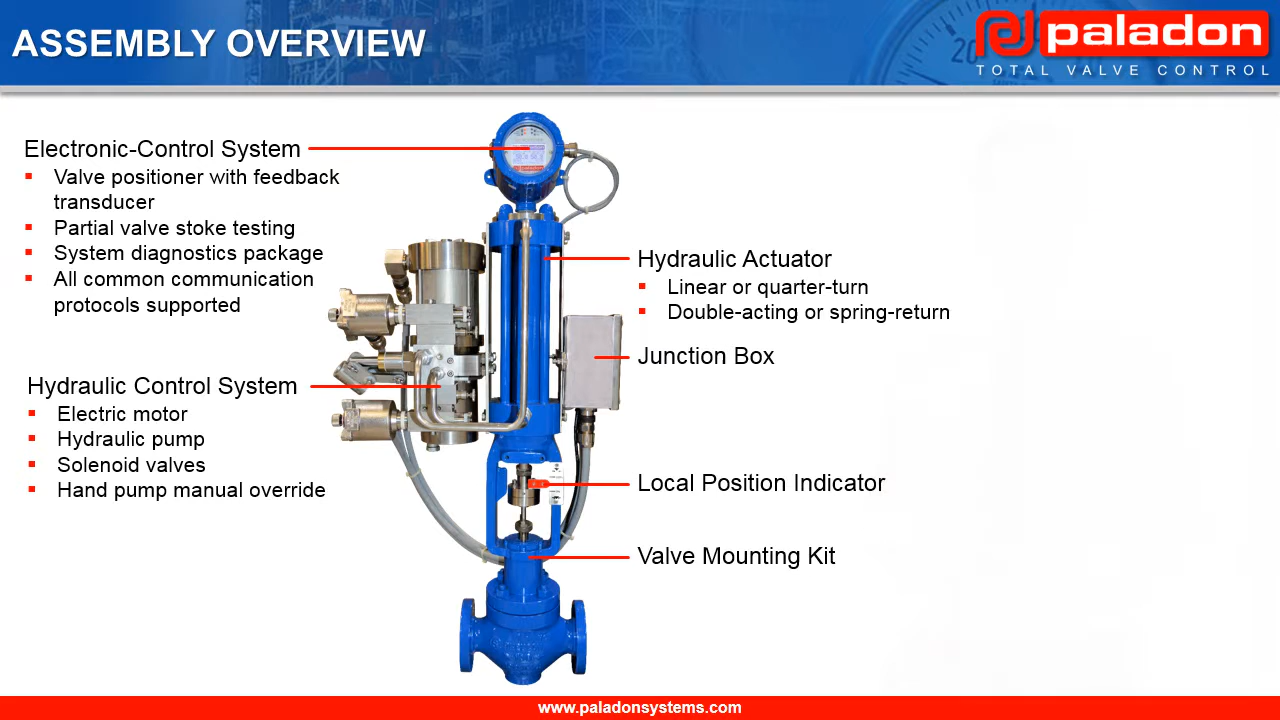 ASSEMBLY OVERVIEW
paladon
TOTAL VALVE CONTROL
Electronic-Control System
Valve positioner with feedback
transducer
Partial valve stoke testing
System diagnostics package
All common communication
protocols supported
Hydraulic Control System
Electric motor
Hydraulic pump
Solenoid valves
Hand pump manual override
Hydraulic Actuator
Linear or quarter-turn
Double-acting or spring-return
Junction Box
Local Position Indicator
Valve Mounting Kit
www.paladonsystems.com